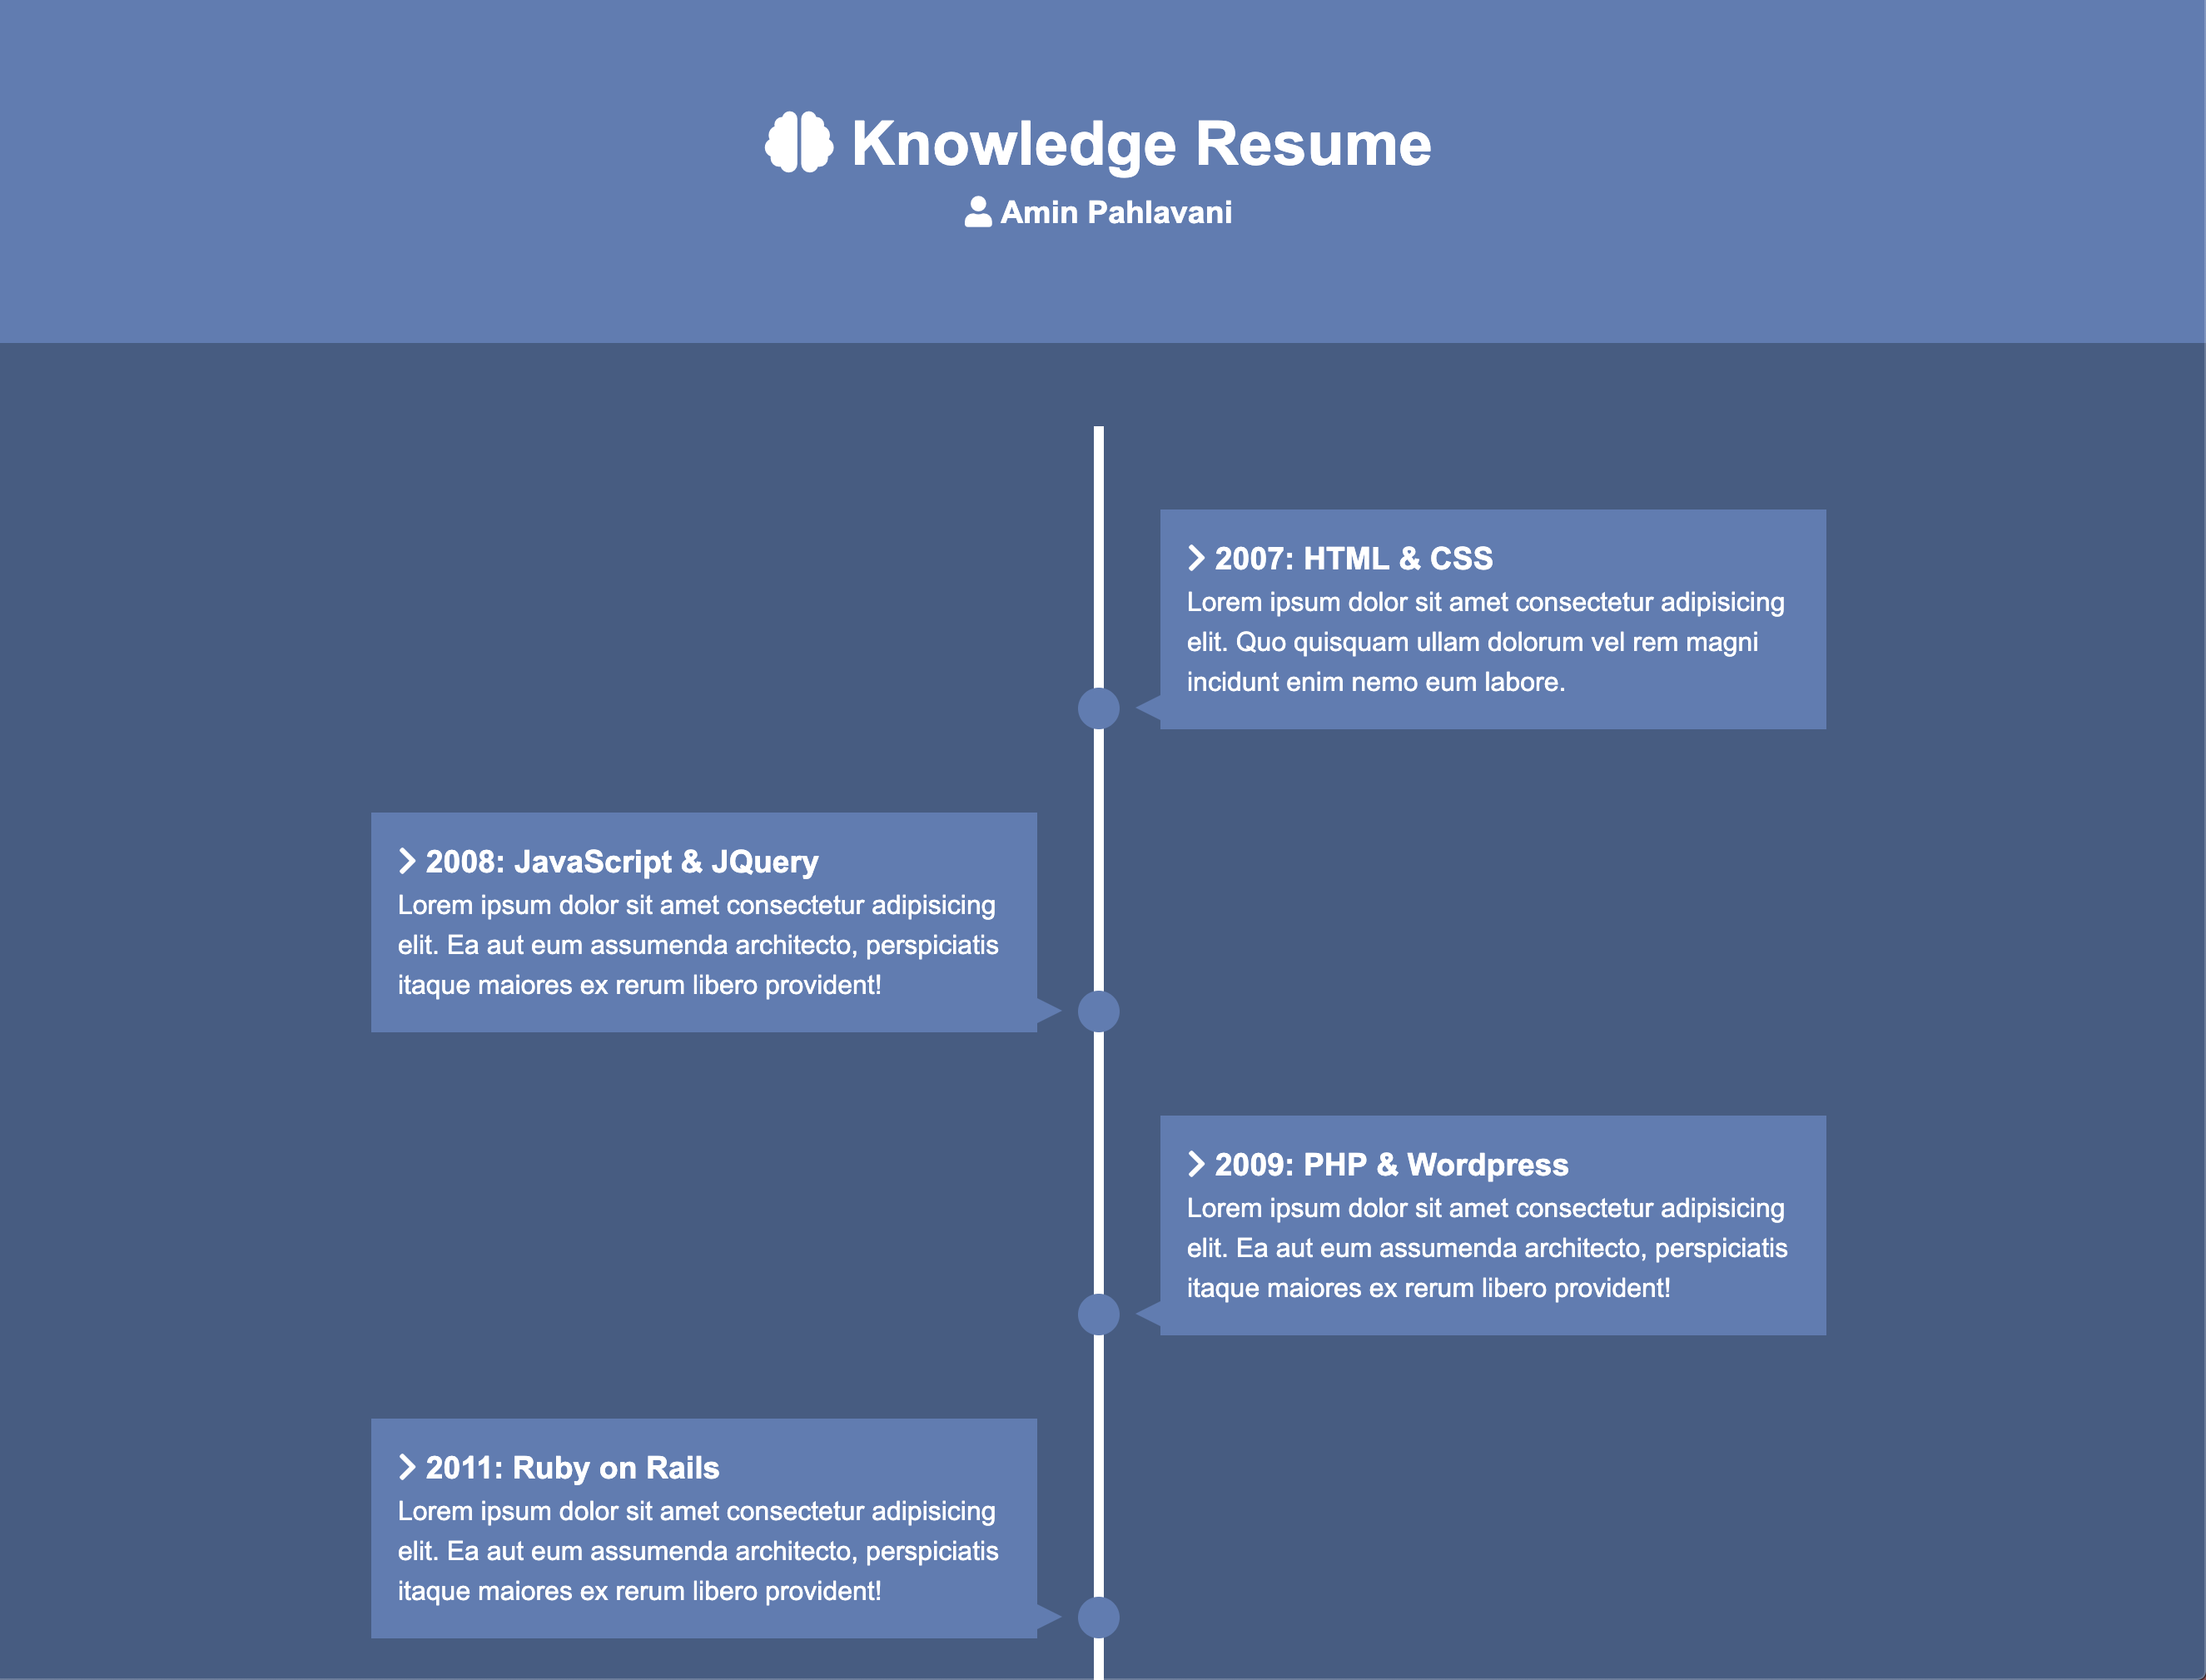 Knowledge Resume
Amin Pahlavani
2007: HTML & CSS
Lorem ipsum dolor sit amet consectetur adipisicing
elit. Quo quisquam ullam dolorum vel rem magni
incidunt enim nemo eum labore.
2008: JavaScript & JQuery
Lorem ipsum dolor sit amet consectetur adipisicing
elit. Ea aut eum assumenda architecto, perspiciatis
itaque maiores ex rerum libero provident!
2009: PHP & Wordpress
Lorem ipsum dolor sit amet consectetur adipisicing
elit. Ea aut eum assumenda architecto, perspiciatis
itaque maiores ex rerum libero provident!
2011: Ruby on Rails
Lorem ipsum dolor sit amet consectetur adipisicing
elit. Ea aut eum assumenda architecto, perspiciatis
itaque maiores ex rerum libero provident!